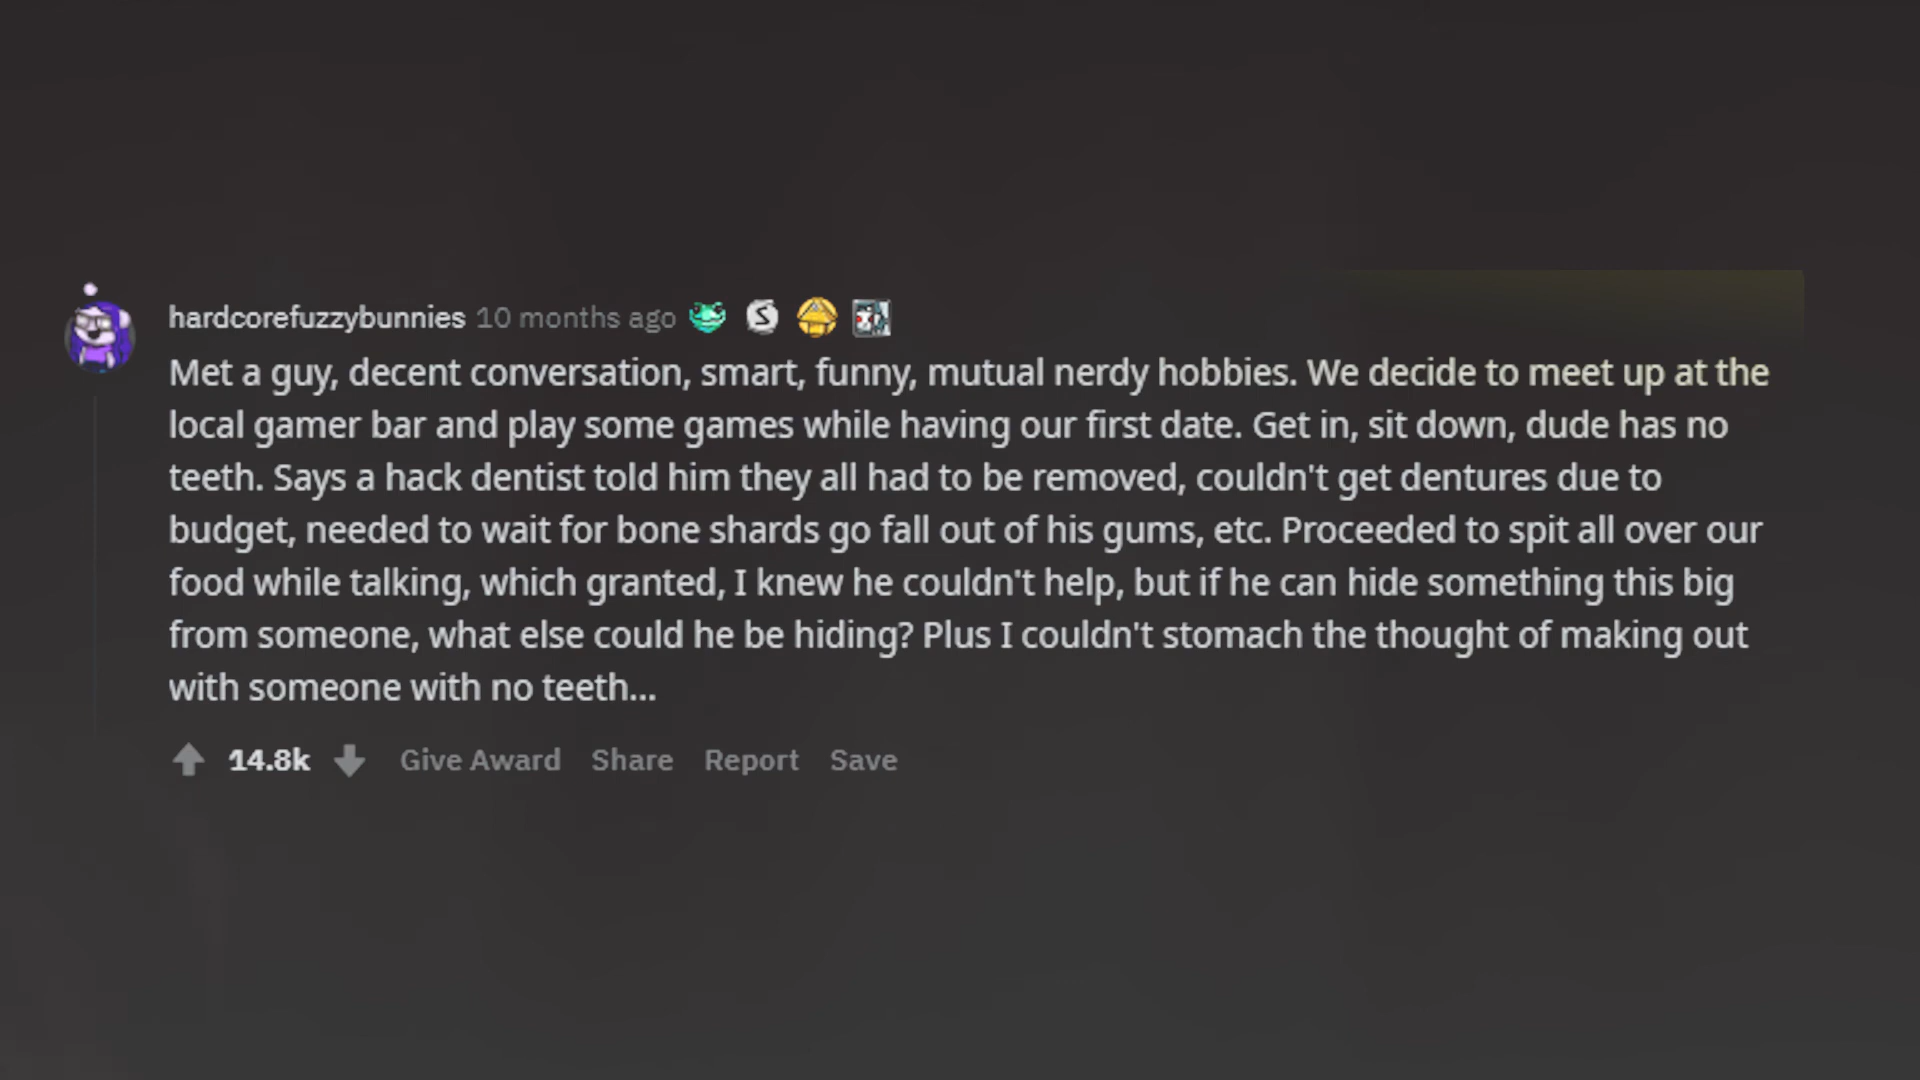 hardcorefuzzybunnies 10 months ago
Met a guy, decent conversation, smart, funny, mutual nerdy hobbies. We decide to meet up at the
local gamer bar and play some games while having our first date. Get in, sit down, dude has no
teeth. Says a hack dentist told him they all had to be removed, couldn't get dentures due to
budget, needed to wait for bone shards go fall out of his gums, etc. Proceeded to spit all over our
food while talking, which granted, I knew he couldn't help, but if he can hide something this big
from someone, what else could he be hiding? Plus I couldn't stomach the thought of making out
with someone with no teeth...
14.8k Give Award Share Report Save